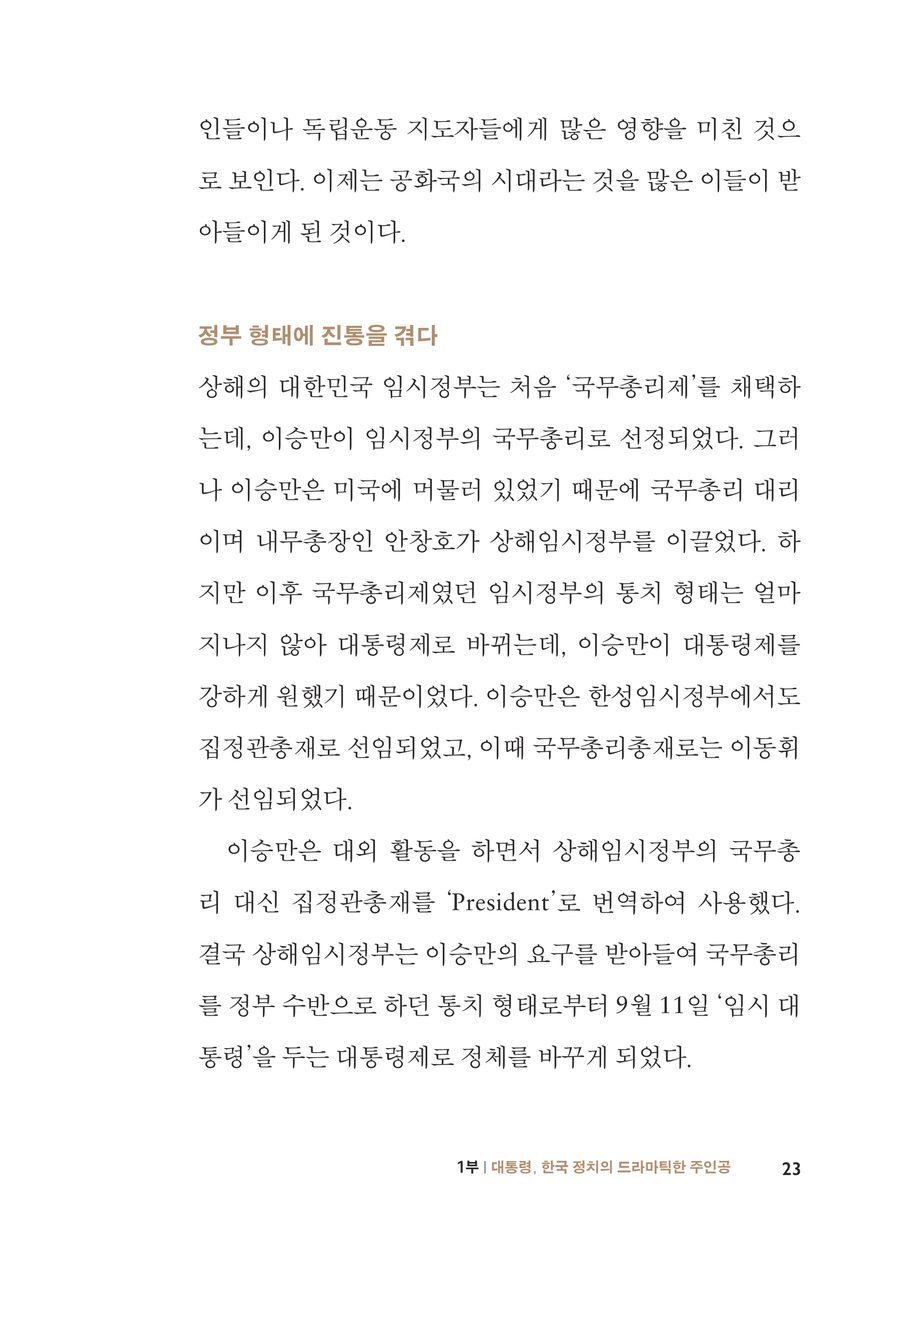 인들이나 독립운동 지도자들에게 많은 영향을 미친 것으
로 보인다. 이제는 공화국의 시대라는 것을 많은 이들이 받
아들이게 된 것이다.
정부 형태에 진통을 겪다
상해의 대한민국 임시정부는 처음 ‘국무총리제’를 채택하
는데, 이승만이 임시정부의 국무총리로 선정되었다. 그러
나 이승만은 미국에 머물러 있었기 때문에 국무총리 대리
이며 내무총장인 안창호가 상해임시정부를 이끌었다. 하
지만 이후 국무총리제였던 임시정부의 통치 형태는 얼마
지나지 않아 대통령제로 바뀌는데, 이승만이 대통령제를
강하게 원했기 때문이었다. 이승만은 한성임시정부에서도
집정관총재로 선임되었고, 이때 국무총리총재로는 이동휘
가 선임되었다.
이승만은 대외 활동을 하면서 상해임시정부의 국무총
리 대신 집정관총재를 ‘President’로 번역하여 사용했다.
결국 상해임시정부는 이승만의 요구를 받아들여 국무총리
를 정부 수반으로 하던 통치 형태로부터 9월 11일 ‘임시 대
통령’을 두는 대통령제로 정체를 바꾸게 되었다.
1부 | 대통령, 한국 정치의 드라마틱한 주인공 23